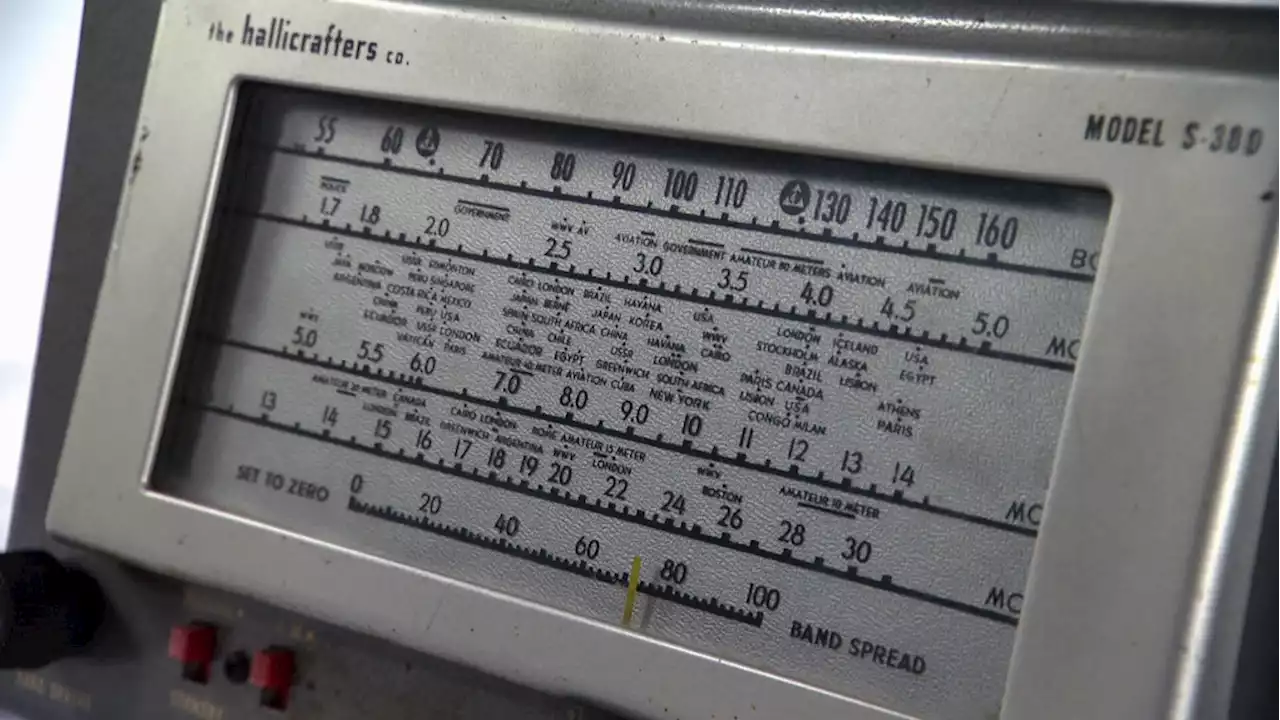 the hallicrafters co.
MODEL S-38D
55 60 70 80 90 100 110 130 140 150 160
POLICE GOVERNMENT WWV AV AVIATION GOVERNMENT AMATEUR 80 METERS AVIATION AVIATION
1.7 1.8 2.0 2.5 3.0 3.5 4.0 4.5 5.0 MC
USSR USSR EDMONTON CAIRO LONDON BRAZIL HAVANA USA LONDON ICELAND USA
JAVA MOSCOW PERU SINGAPORE JAPAN BERNE JAPAN KOREA WWV STOCKHOLM ALASKA EGYPT
ARGENTINA COSTA RICA MEXICO SPAIN SOUTH AFRICA CHINA HAVANA CAIRO BRAZIL LISBON
CHINA PERU USA CHINA CHILE USSR LONDON PARIS CANADA ATHENS
ECUADOR USSR LONDON ECUADOR EGYPT GREENWICH SOUTH AFRICA LISBON USA PARIS
WWV VATICAN PARIS AMATEUR 40 METER AVIATION CUBA NEW YORK CONGO MILAN
5.0 5.5 6.0 7.0 8.0 9.0 10 11 12 13 14 MC
AMATEUR 20 METER CANADA CAIRO LONDON ROME AMATEUR 15 METER WWV AMATEUR 10 METER
LONDON BRAZIL GREENWICH ARGENTINA WWV LONDON BOSTON
13 14 15 16 17 18 19 20 22 24 26 28 30 MC
SET TO ZERO 0 20 40 60 80 100 BAND SPREAD